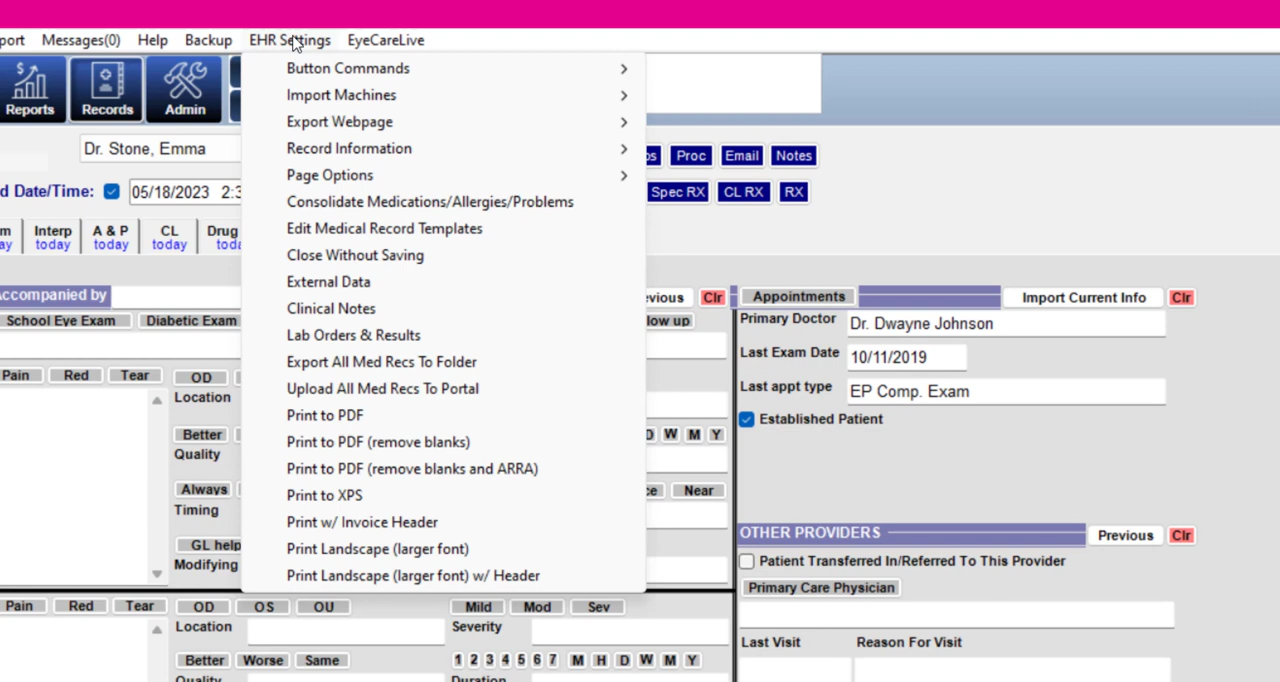 port Messages(0) Help Backup EHR Settings EyeCareLive
Reports Records Admin
Button Commands
Import Machines
Export Webpage
Record Information
Page Options
Consolidate Medications/Allergies/Problems
Edit Medical Record Templates
Close Without Saving
External Data
Clinical Notes
Lab Orders & Results
Export All Med Recs To Folder
Upload All Med Recs To Portal
Print to PDF
Print to PDF (remove blanks)
Print to PDF (remove blanks and ARRA)
Print to XPS
Print w/ Invoice Header
Print Landscape (larger font)
Print Landscape (larger font) w/ Header
Dr. Stone, Emma
Proc Email Notes
d Date/Time: 05/18/2023 2:3
Spec RX CL RX RX
m Interp A & P CL Drug
ay today today today toda
Accompanied by
evious Clr
School Eye Exam Diabetic Exam
low up
Pain Red Tear OD
Location
Better
D W M Y
Quality
Always
ce Near
Timing
GL help
Modifying
Appointments Import Current Info Clr
Primary Doctor Dr. Dwayne Johnson
Last Exam Date 10/11/2019
Last appt type EP Comp. Exam
Established Patient
OTHER PROVIDERS Previous Clr
Patient Transferred In/Referred To This Provider
Primary Care Physician
Last Visit Reason For Visit
Pain Red Tear OD OS OU Mild Mod Sev
Location Severity
Better Worse Same 1 2 3 4 5 6 7 M H D W M Y
Quality Duration